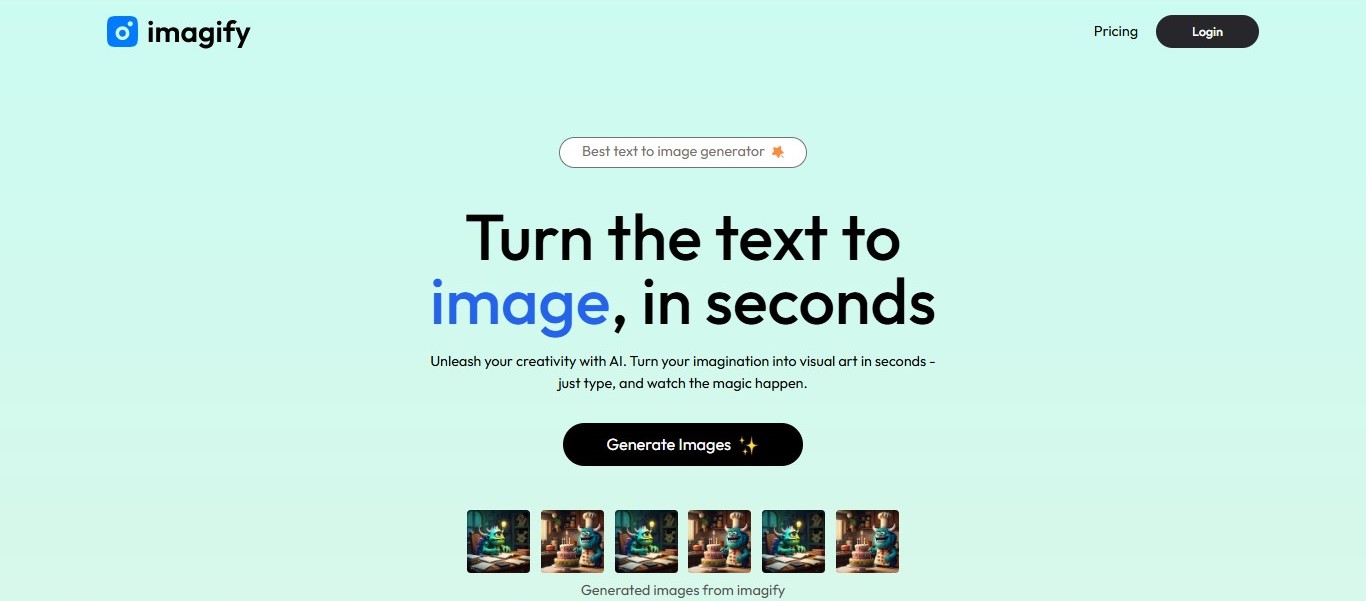 imagify
Pricing
Login
Best text to image generator
Turn the text to
image, in seconds
Unleash your creativity with AI. Turn your imagination into visual art in seconds -
just type, and watch the magic happen.
Generate Images
Generated images from imagify